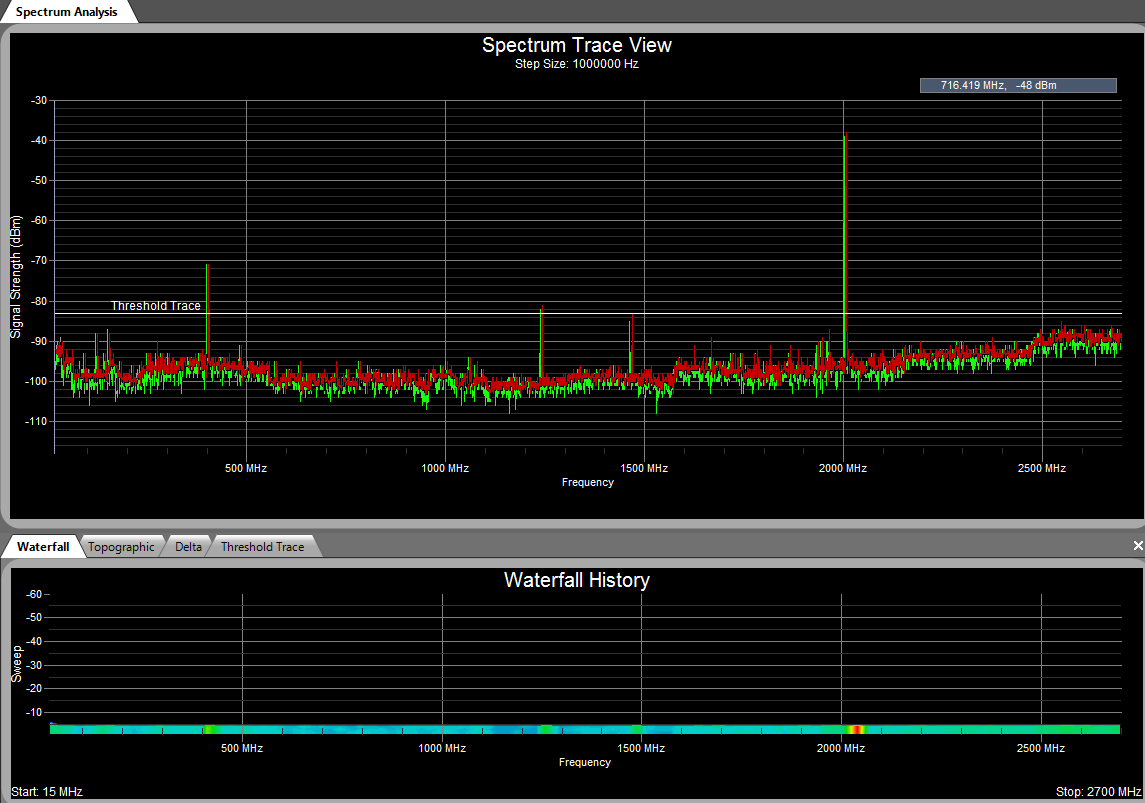 Spectrum Analysis
Spectrum Trace View
Step Size: 1000000 Hz
716.419 MHz, -48 dBm
-30
-40
-50
-60
-70
-80
-90
-100
-110
Signal Strength (dBm)
Threshold Trace
500 MHz 1000 MHz 1500 MHz 2000 MHz 2500 MHz
Frequency
Waterfall Topographic Delta Threshold Trace
Waterfall History
-60
-50
-40
-30
-20
-10
Sweep
500 MHz 1000 MHz 1500 MHz 2000 MHz 2500 MHz
Frequency
Start: 15 MHz Stop: 2700 MHz